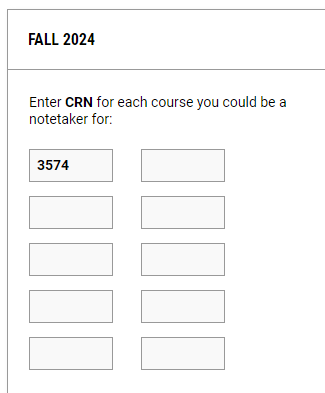 FALL 2024
Enter CRN for each course you could be a
notetaker for:
3574